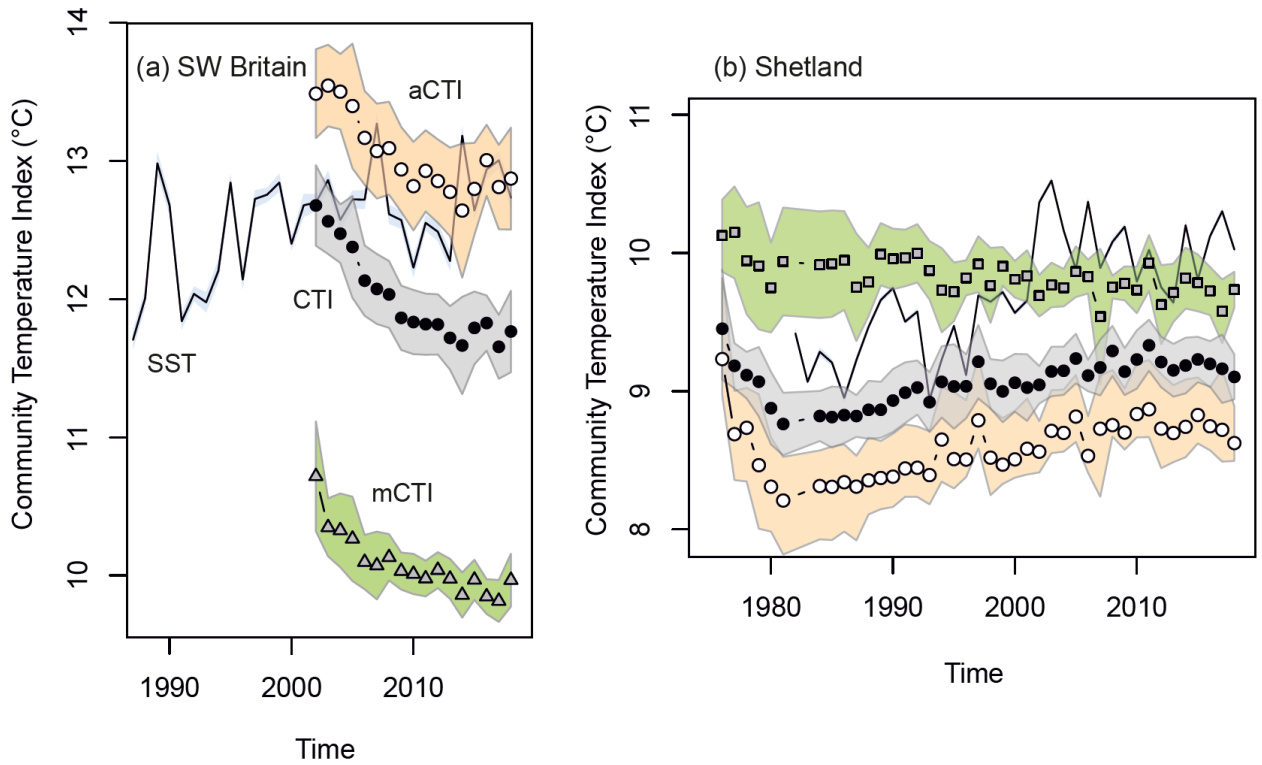 (a) SW Britain
aCTI
CTI
SST
mCTI
14
13
12
11
10
Community Temperature Index (°C)
1990 2000 2010
Time
(b) Shetland
11
10
9
8
Community Temperature Index (°C)
1980 1990 2000 2010
Time